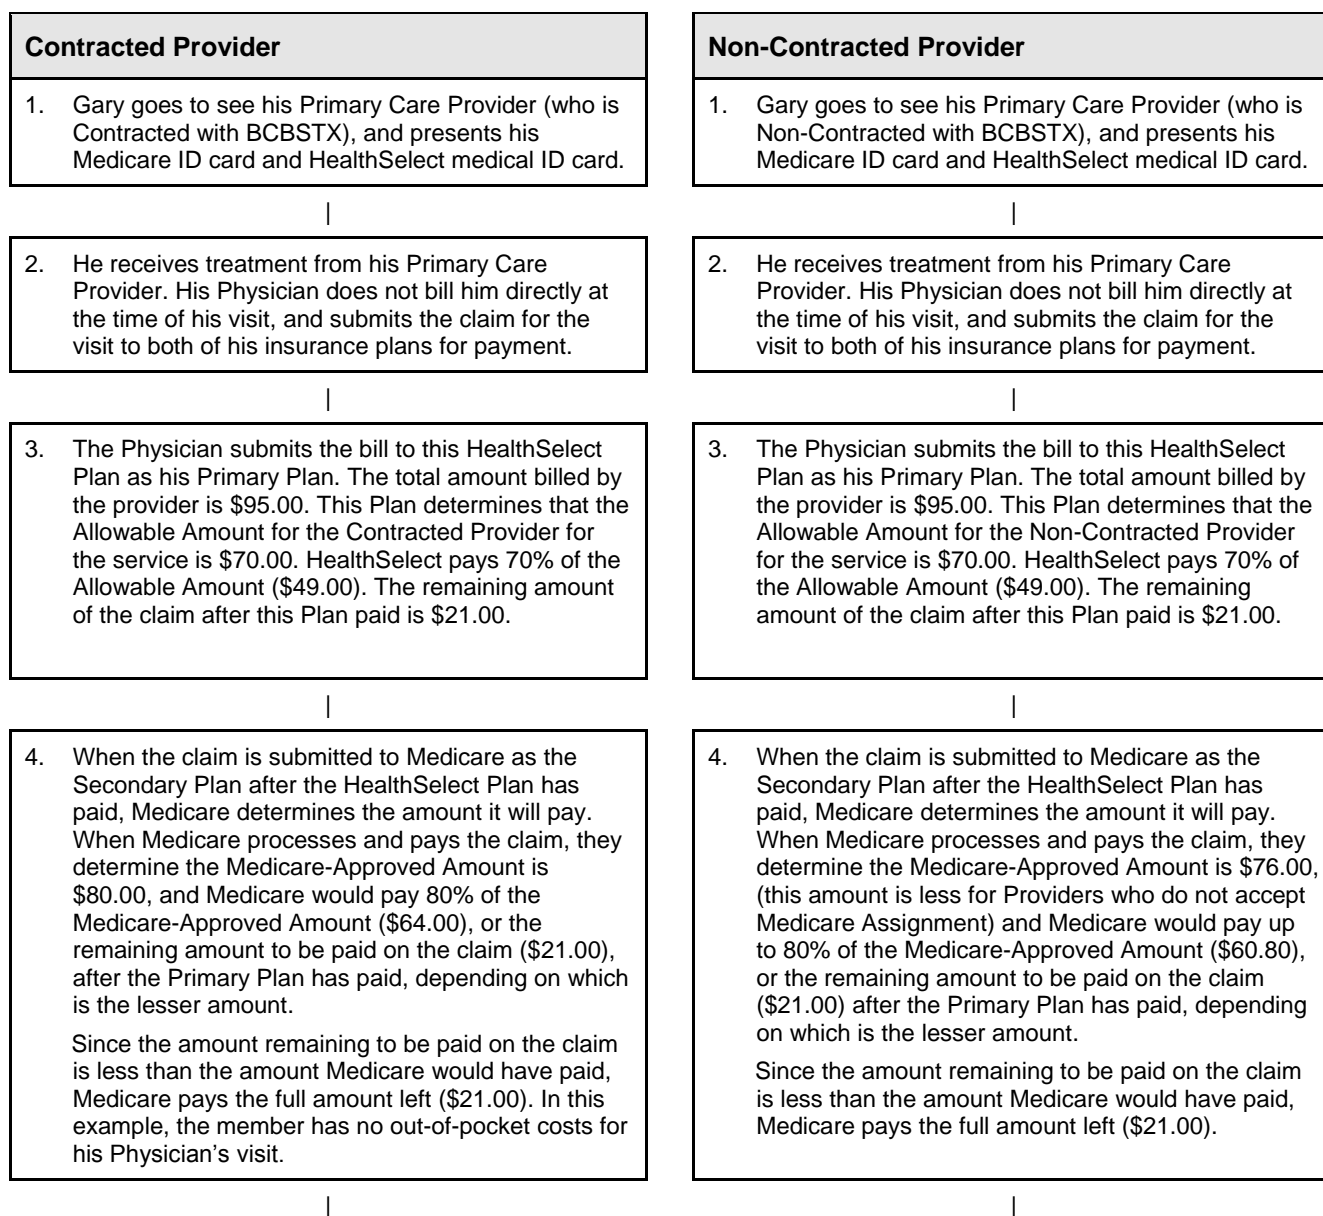 Contracted Provider
1. Gary goes to see his Primary Care Provider (who is
Contracted with BCBSTX), and presents his
Medicare ID card and HealthSelect medical ID card.
|
2. He receives treatment from his Primary Care
Provider. His Physician does not bill him directly at
the time of his visit, and submits the claim for the
visit to both of his insurance plans for payment.
|
3. The Physician submits the bill to this HealthSelect
Plan as his Primary Plan. The total amount billed by
the provider is $95.00. This Plan determines that the
Allowable Amount for the Contracted Provider for
the service is $70.00. HealthSelect pays 70% of the
Allowable Amount ($49.00). The remaining amount
of the claim after this Plan paid is $21.00.
|
4. When the claim is submitted to Medicare as the
Secondary Plan after the HealthSelect Plan has
paid, Medicare determines the amount it will pay.
When Medicare processes and pays the claim, they
determine the Medicare-Approved Amount is
$80.00, and Medicare would pay 80% of the
Medicare-Approved Amount ($64.00), or the
remaining amount to be paid on the claim ($21.00),
after the Primary Plan has paid, depending on which
is the lesser amount.
Since the amount remaining to be paid on the claim
is less than the amount Medicare would have paid,
Medicare pays the full amount left ($21.00). In this
example, the member has no out-of-pocket costs for
his Physician's visit.
|
Non-Contracted Provider
1. Gary goes to see his Primary Care Provider (who is
Non-Contracted with BCBSTX), and presents his
Medicare ID card and HealthSelect medical ID card.
|
2. He receives treatment from his Primary Care
Provider. His Physician does not bill him directly at
the time of his visit, and submits the claim for the
visit to both of his insurance plans for payment.
|
3. The Physician submits the bill to this HealthSelect
Plan as his Primary Plan. The total amount billed by
the provider is $95.00. This Plan determines that the
Allowable Amount for the Non-Contracted Provider
for the service is $70.00. HealthSelect pays 70% of
the Allowable Amount ($49.00). The remaining
amount of the claim after this Plan paid is $21.00.
|
4. When the claim is submitted to Medicare as the
Secondary Plan after the HealthSelect Plan has
paid, Medicare determines the amount it will pay.
When Medicare processes and pays the claim, they
determine the Medicare-Approved Amount is $76.00,
(this amount is less for Providers who do not accept
Medicare Assignment) and Medicare would pay up
to 80% of the Medicare-Approved Amount ($60.80),
or the remaining amount to be paid on the claim
($21.00) after the Primary Plan has paid, depending
on which is the lesser amount.
Since the amount remaining to be paid on the claim
is less than the amount Medicare would have paid,
Medicare pays the full amount left ($21.00).
|